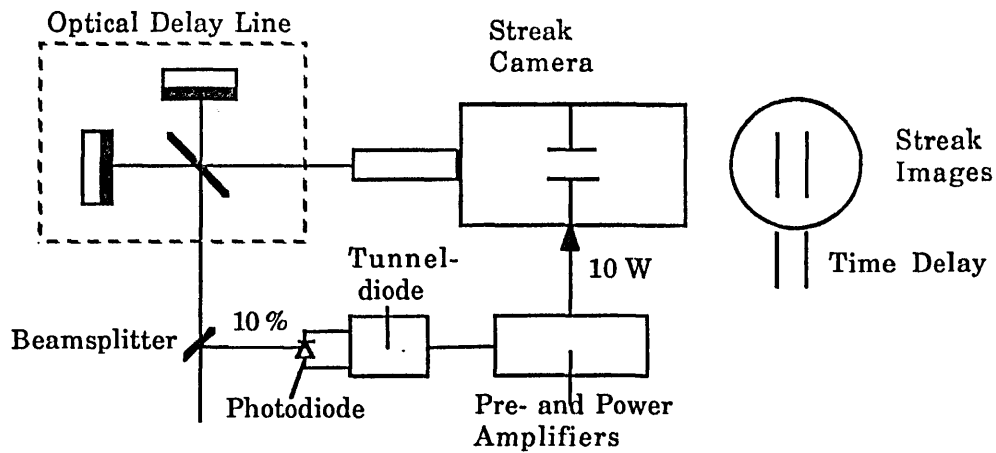 Optical Delay Line
Streak
Camera
Streak
Images
10 W
Time Delay
Tunnel-
diode
10 %
Beamsplitter
Photodiode
Pre- and Power
Amplifiers